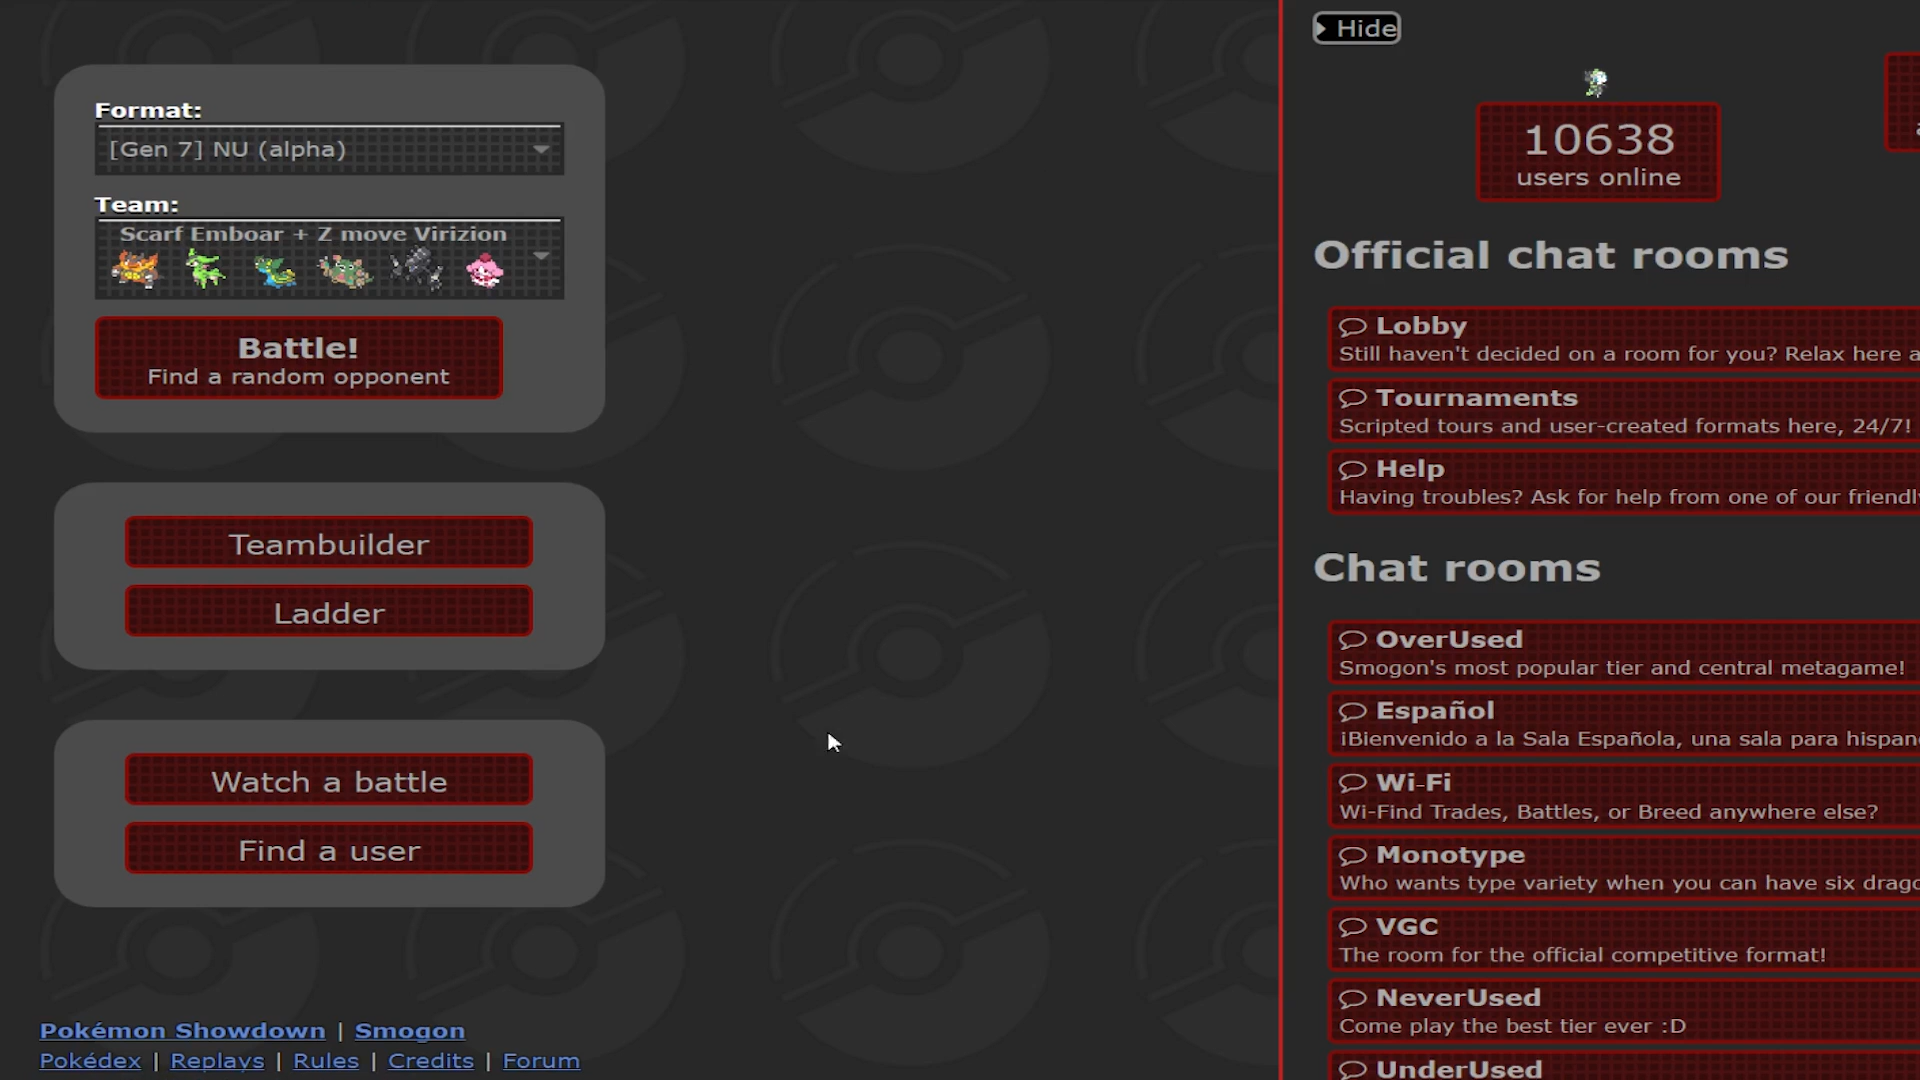 Format:
[Gen 7] NU (alpha)
Team:
Scarf Emboar + Z move Virizion
Battle!
Find a random opponent
Teambuilder
Ladder
Watch a battle
Find a user
Pokémon Showdown | Smogon
Pokédex | Replays | Rules | Credits | Forum
Hide
10638
users online
Official chat rooms
Lobby
Still haven't decided on a room for you? Relax here a
Tournaments
Scripted tours and user-created formats here, 24/7!
Help
Having troubles? Ask for help from one of our friendly
Chat rooms
OverUsed
Smogon's most popular tier and central metagame!
Español
¡Bienvenido a la Sala Española, una sala para hispan
Wi-Fi
Wi-Find Trades, Battles, or Breed anywhere else?
Monotype
Who wants type variety when you can have six drago
VGC
The room for the official competitive format!
NeverUsed
Come play the best tier ever :D
UnderUsed